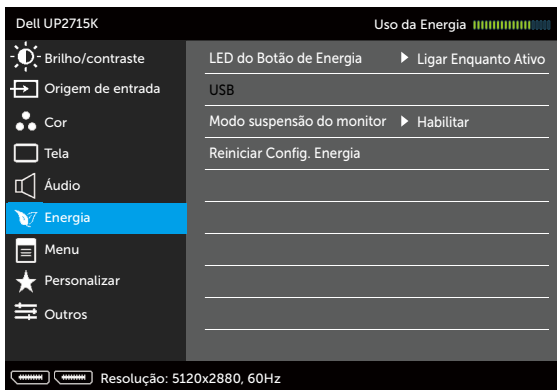 Dell UP2715K
Uso da Energia
Brilho/contraste
LED do Botão de Energia
Ligar Enquanto Ativo
Origem de entrada
USB
Cor
Modo suspensão do monitor
Habilitar
Tela
Reiniciar Config. Energia
Áudio
Energia
Menu
Personalizar
Outros
Resolução: 5120x2880, 60Hz